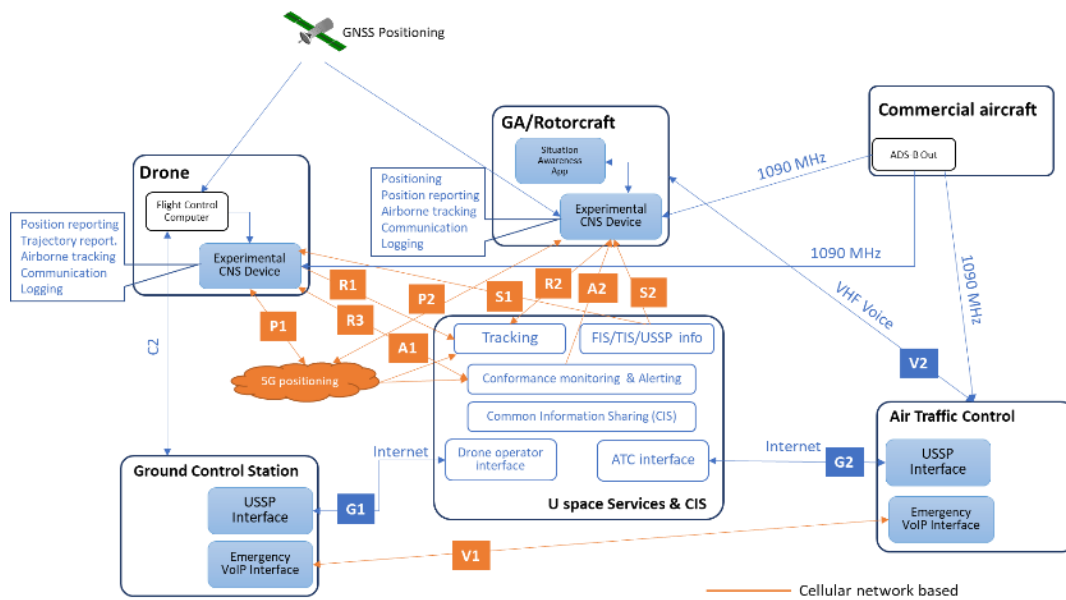 GNSS Positioning
Commercial aircraft
ADS-B Out
GA/Rotorcraft
Situation
Awareness
App
Experimental
CNS Device
Positioning
Position reporting
Airborne tracking
Communication
Logging
1090 MHz
Drone
Flight Control
Computer
Experimental
CNS Device
Position reporting
Trajectory report.
Airborne tracking
Communication
Logging
1090 MHz
1090 MHz
VHF Voice
R1
P2
S1
R2
A2
S2
R3
P1
A1
C2
V2
5G positioning
Tracking
FIS/TIS/USSP info
Conformance monitoring & Alerting
Common Information Sharing (CIS)
Drone operator
interface
ATC interface
U space Services & CIS
Internet
G1
Internet
G2
Ground Control Station
USSP
Interface
Emergency
VoIP Interface
Air Traffic Control
USSP
Interface
Emergency
VoIP Interface
V1
Cellular network based